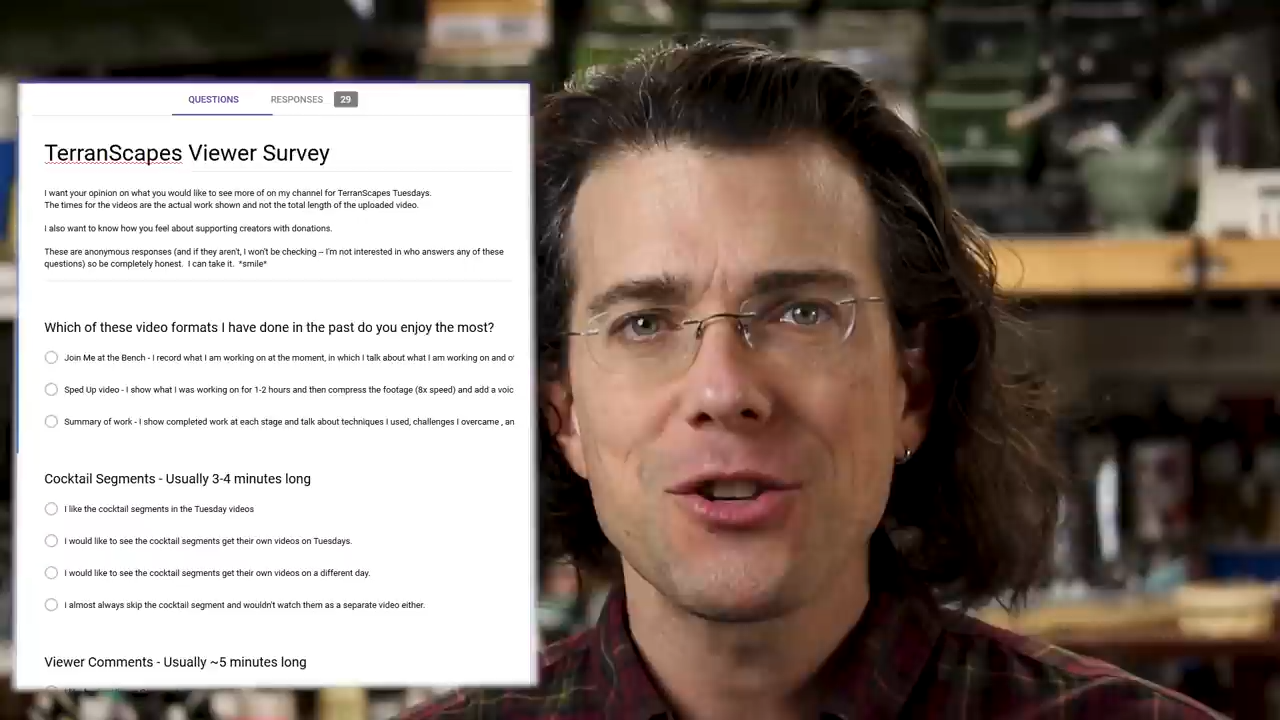 QUESTIONS RESPONSES 29
TerranScapes Viewer Survey
I want your opinion on what you would like to see more of on my channel for TerranScapes Tuesdays.
The times for the videos are the actual work shown and not the total length of the uploaded video.
I also want to know how you feel about supporting creators with donations.
These are anonymous responses (and if they aren't, I won't be checking -- I'm not interested in who answers any of these
questions) so be completely honest. I can take it. *smile*
Which of these video formats I have done in the past do you enjoy the most?
Join Me at the Bench - I record what I am working on at the moment, in which I talk about what I am working on and
Sped Up video - I show what I was working on for 1-2 hours and then compress the footage (8x speed) and add a
Summary of work - I show completed work at each stage and talk about techniques I used, challenges I overcame ,
Cocktail Segments - Usually 3-4 minutes long
I like the cocktail segments in the Tuesday videos
I would like to see the cocktail segments get their own videos on Tuesdays.
I would like to see the cocktail segments get their own videos on a different day.
I almost always skip the cocktail segment and wouldn't watch them as a separate video either.
Viewer Comments - Usually ~5 minutes long